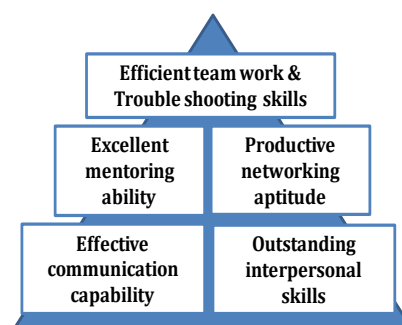 Efficient team work &
Trouble shooting skills
Excellent
mentoring
ability
Productive
networking
aptitude
Effective
communication
capability
Outstanding
interpersonal
skills